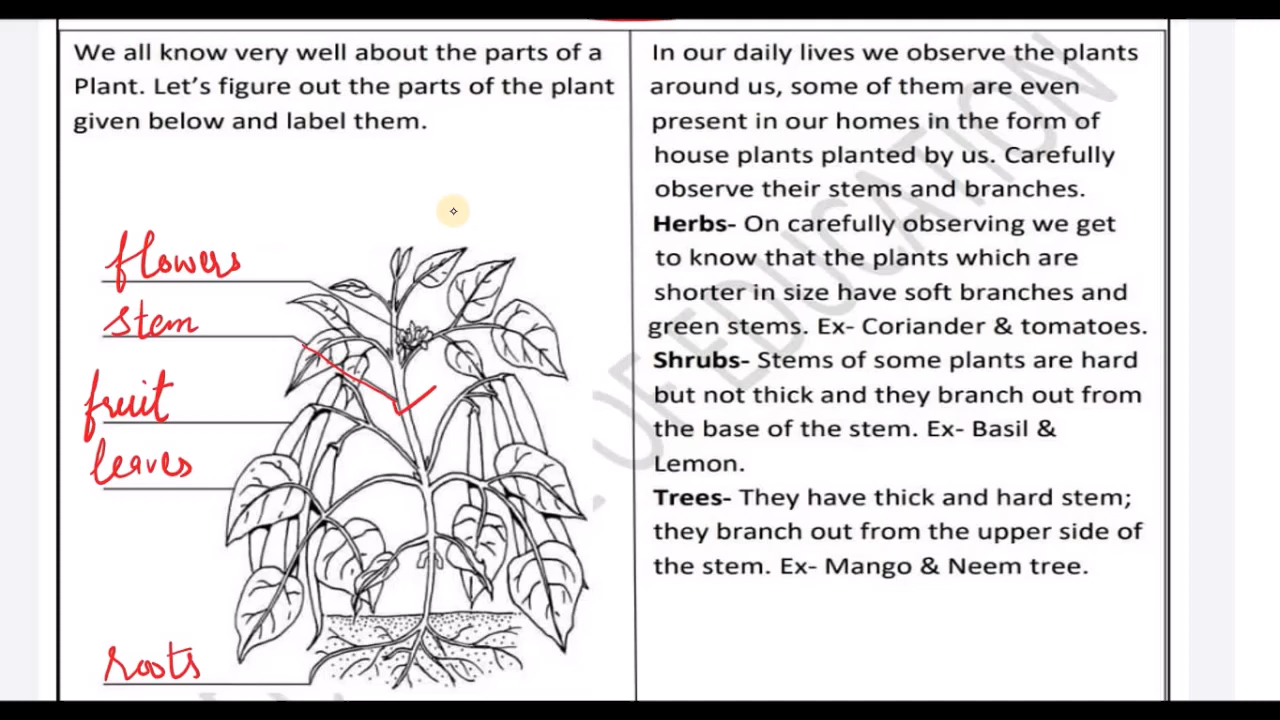 We all know very well about the parts of a
Plant. Let's figure out the parts of the plant
given below and label them.
flowers
stem
fruit
leaves
roots
In our daily lives we observe the plants
around us, some of them are even
present in our homes in the form of
house plants planted by us. Carefully
observe their stems and branches.
Herbs- On carefully observing we get
to know that the plants which are
shorter in size have soft branches and
green stems. Ex- Coriander & tomatoes.
Shrubs- Stems of some plants are hard
but not thick and they branch out from
the base of the stem. Ex- Basil &
Lemon.
Trees- They have thick and hard stem;
they branch out from the upper side of
the stem. Ex- Mango & Neem tree.
OF EDUCATION